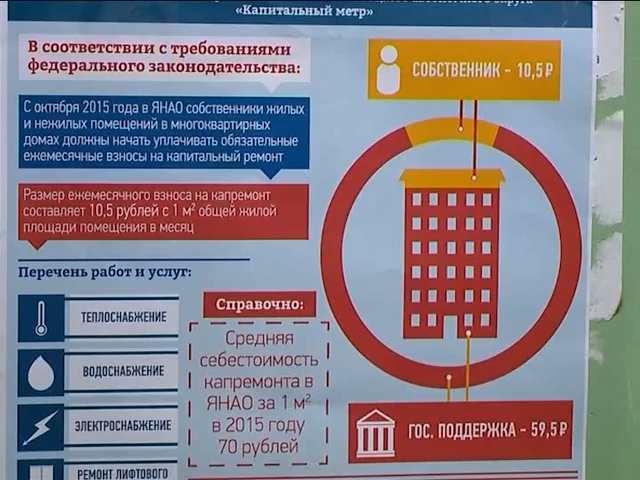 автономного округа
«Капитальный метр»
В соответствии с требованиями
федерального законодательства:
С октября 2015 года в ЯНАО собственники жилых
и нежилых помещений в многоквартирных
домах должны начать уплачивать обязательные
ежемесячные взносы на капитальный ремонт
Размер ежемесячного взноса на капремонт
составляет 10,5 рублей с 1 м² общей жилой
площади помещения в месяц
Перечень работ и услуг:
ТЕПЛОСНАБЖЕНИЕ
ВОДОСНАБЖЕНИЕ
ЭЛЕКТРОСНАБЖЕНИЕ
РЕМОНТ ЛИФТОВОГО
Справочно:
Средняя
себестоимость
капремонта в
ЯНАО за 1 м²
в 2015 году
70 рублей
СОБСТВЕННИК - 10,5 ₽
ГОС. ПОДДЕРЖКА - 59,5 ₽